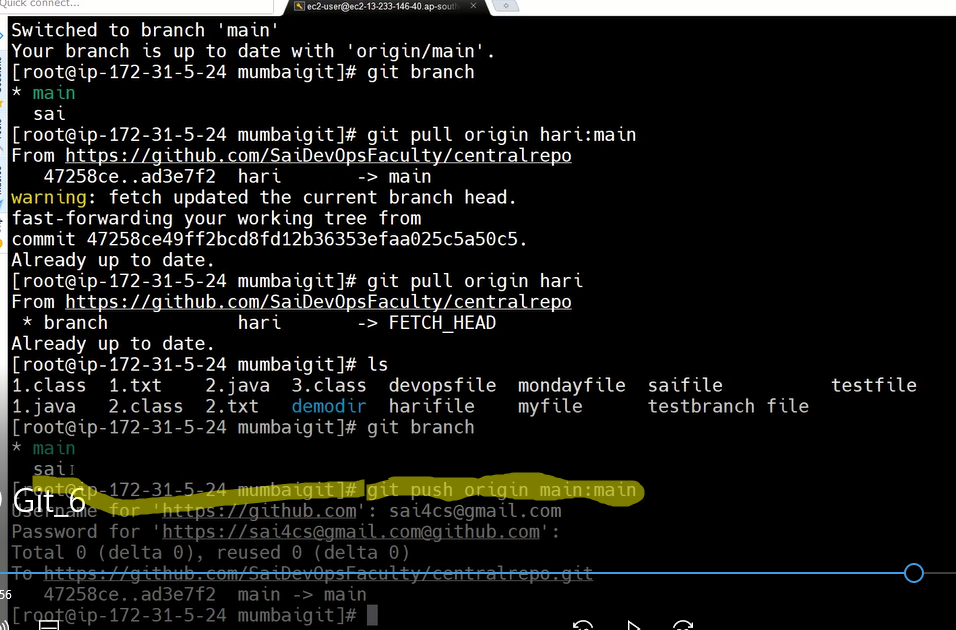 Quick connect...
ec2-user@ec2-13-233-146-40.ap-sout
Switched to branch 'main'
Your branch is up to date with 'origin/main'.
[root@ip-172-31-5-24 mumbaigit]# git branch
* main
  sai
[root@ip-172-31-5-24 mumbaigit]# git pull origin hari:main
From https://github.com/SaiDevOpsFaculty/centralrepo
   47258ce..ad3e7f2  hari       -> main
warning: fetch updated the current branch head.
fast-forwarding your working tree from
commit 47258ce49ff2bcd8fd12b36353efaa025c5a50c5.
Already up to date.
[root@ip-172-31-5-24 mumbaigit]# git pull origin hari
From https://github.com/SaiDevOpsFaculty/centralrepo
 * branch            hari       -> FETCH_HEAD
Already up to date.
[root@ip-172-31-5-24 mumbaigit]# ls
1.class  1.txt    2.java  3.class  devopsfile  mondayfile  saifile          testfile
1.java   2.class  2.txt   demodir  harifile    myfile      testbranch file
[root@ip-172-31-5-24 mumbaigit]# git branch
* main
  sai
[root@ip-172-31-5-24 mumbaigit]# git push origin main:main
Git_6
Username for 'https://github.com': sai4cs@gmail.com
Password for 'https://sai4cs@gmail.com@github.com':
Total 0 (delta 0), reused 0 (delta 0)
To https://github.com/SaiDevOpsFaculty/centralrepo.git
56
   47258ce..ad3e7f2  main -> main
[root@ip-172-31-5-24 mumbaigit]#